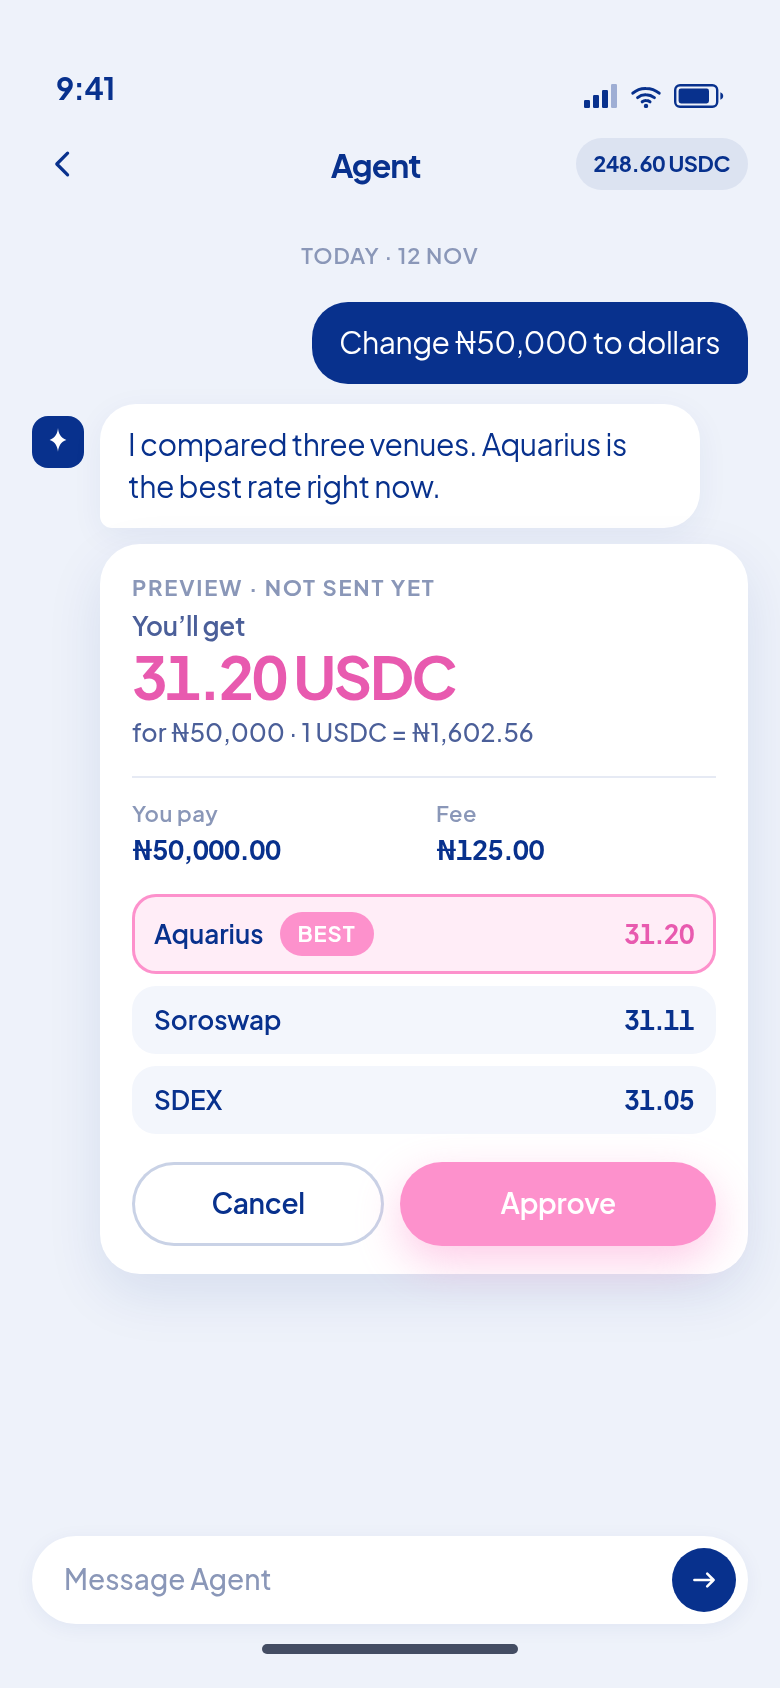 9:41
Agent
248.60 USDC
TODAY · 12 NOV
Change ₦50,000 to dollars
I compared three venues. Aquarius is
the best rate right now.
PREVIEW · NOT SENT YET
You’ll get
31.20 USDC
for ₦50,000 · 1 USDC = ₦1,602.56
You pay
Fee
₦50,000.00
₦125.00
Aquarius BEST 31.20
Soroswap 31.11
SDEX 31.05
Cancel
Approve
Message Agent